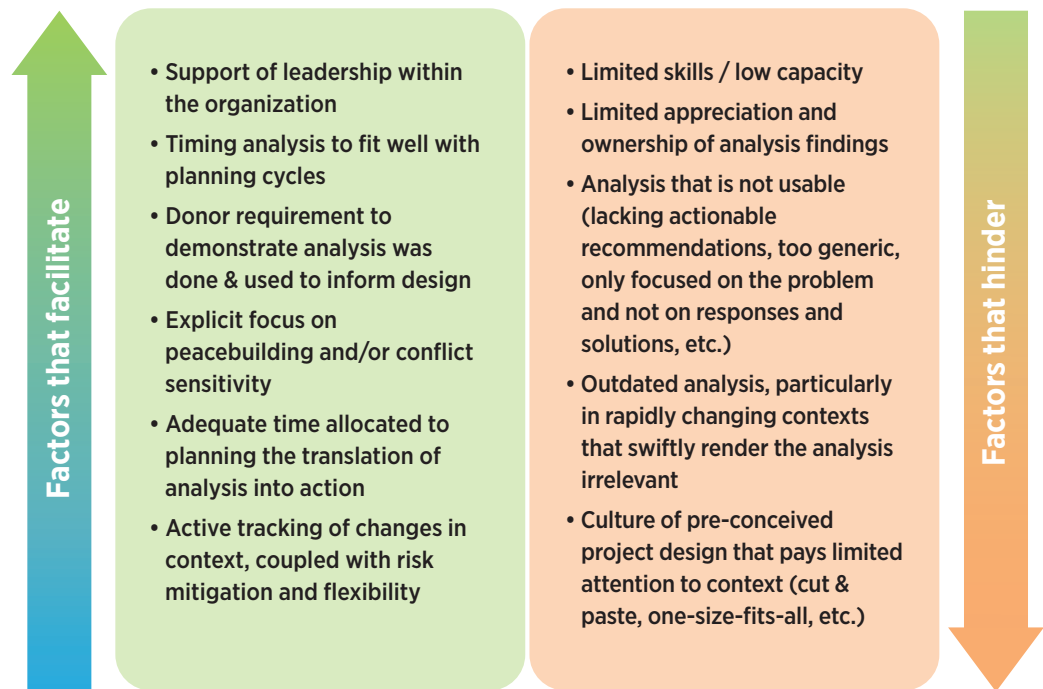 Factors that facilitate
• Support of leadership within
the organization
• Timing analysis to fit well with
planning cycles
• Donor requirement to
demonstrate analysis was
done & used to inform design
• Explicit focus on
peacebuilding and/or conflict
sensitivity
• Adequate time allocated to
planning the translation of
analysis into action
• Active tracking of changes in
context, coupled with risk
mitigation and flexibility
• Limited skills / low capacity
• Limited appreciation and
ownership of analysis findings
• Analysis that is not usable
(lacking actionable
recommendations, too generic,
only focused on the problem
and not on responses and
solutions, etc.)
• Outdated analysis, particularly
in rapidly changing contexts
that swiftly render the analysis
irrelevant
• Culture of pre-conceived
project design that pays limited
attention to context (cut &
paste, one-size-fits-all, etc.)
Factors that hinder